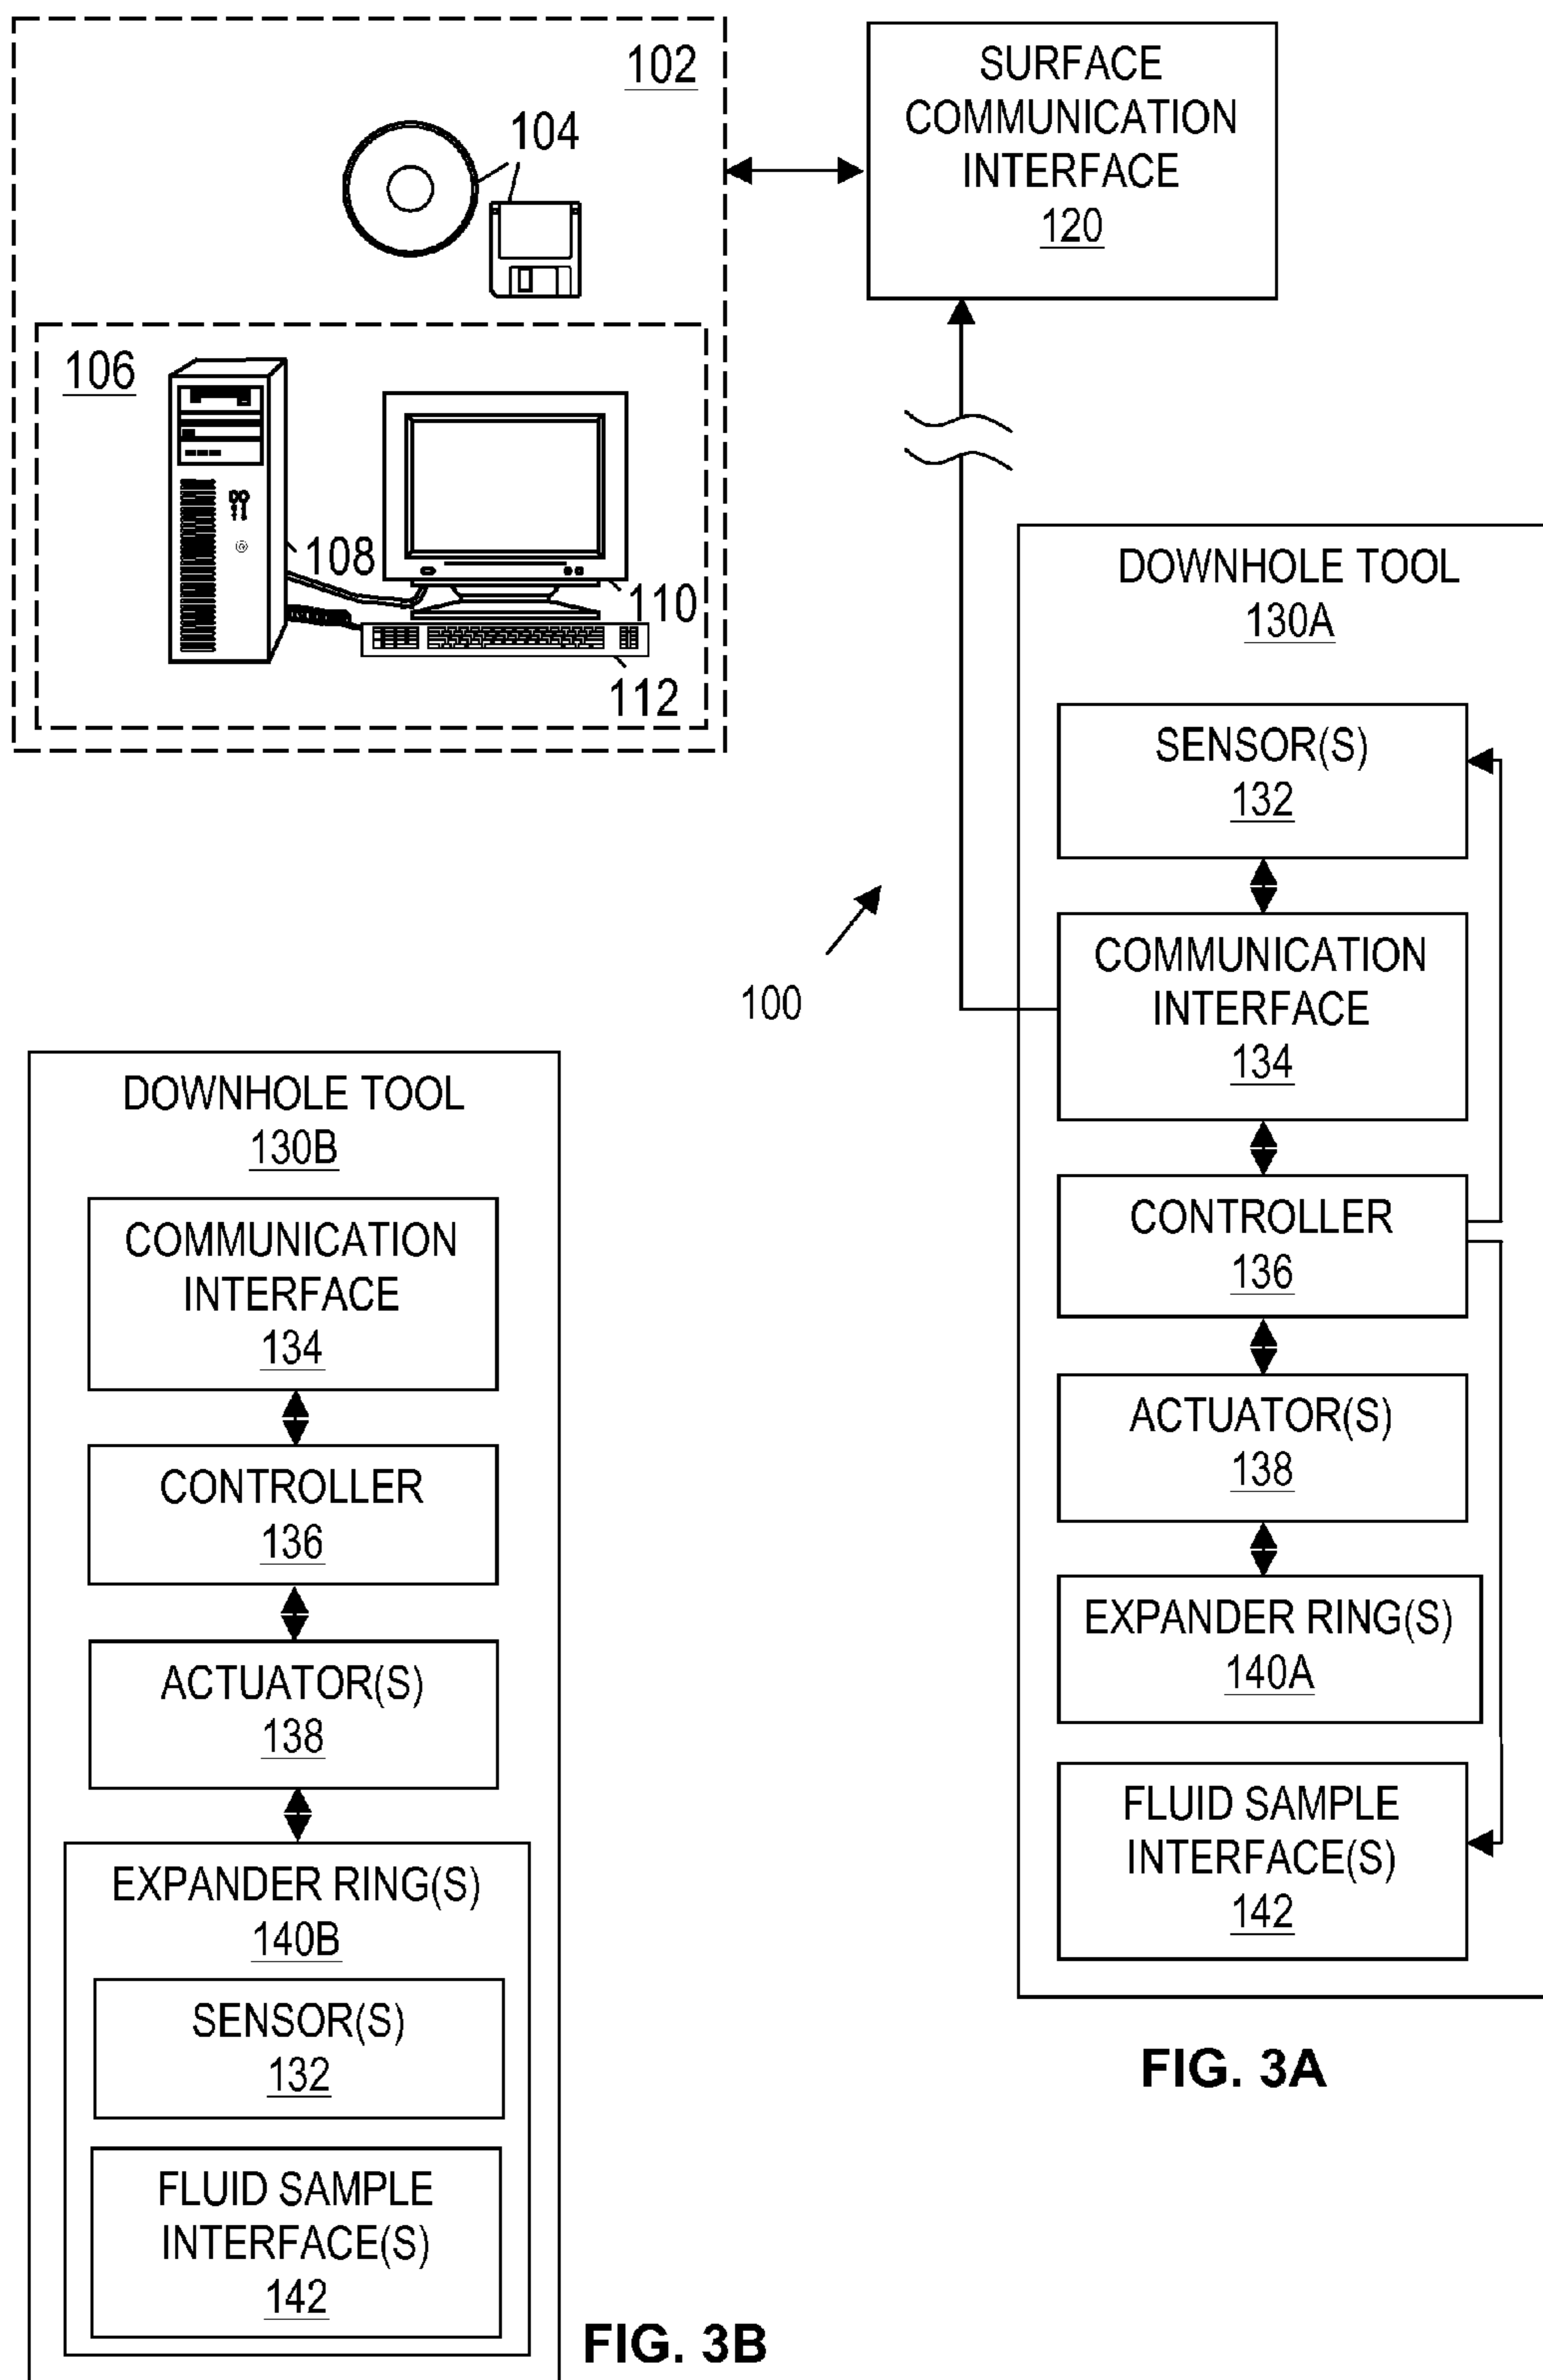 102
104
106
108
110
112
SURFACE
COMMUNICATION
INTERFACE
120
100
DOWNHOLE TOOL
130A
SENSOR(S)
132
COMMUNICATION
INTERFACE
134
CONTROLLER
136
ACTUATOR(S)
138
EXPANDER RING(S)
140A
FLUID SAMPLE
INTERFACE(S)
142
FIG. 3A
DOWNHOLE TOOL
130B
COMMUNICATION
INTERFACE
134
CONTROLLER
136
ACTUATOR(S)
138
EXPANDER RING(S)
140B
SENSOR(S)
132
FLUID SAMPLE
INTERFACE(S)
142
FIG. 3B